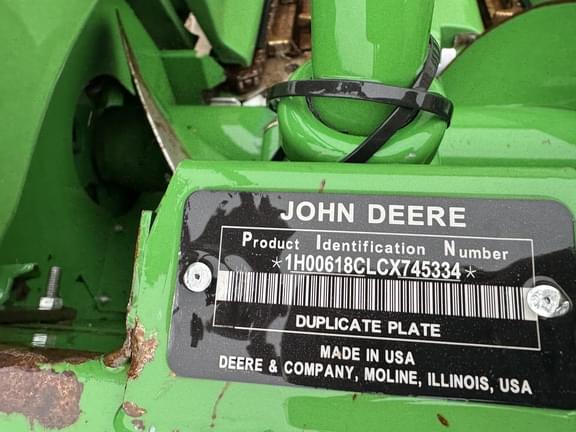 JOHN DEERE
Product Identification Number
*1H00618CLCX745334*
DUPLICATE PLATE
MADE IN USA
DEERE & COMPANY, MOLINE, ILLINOIS, USA